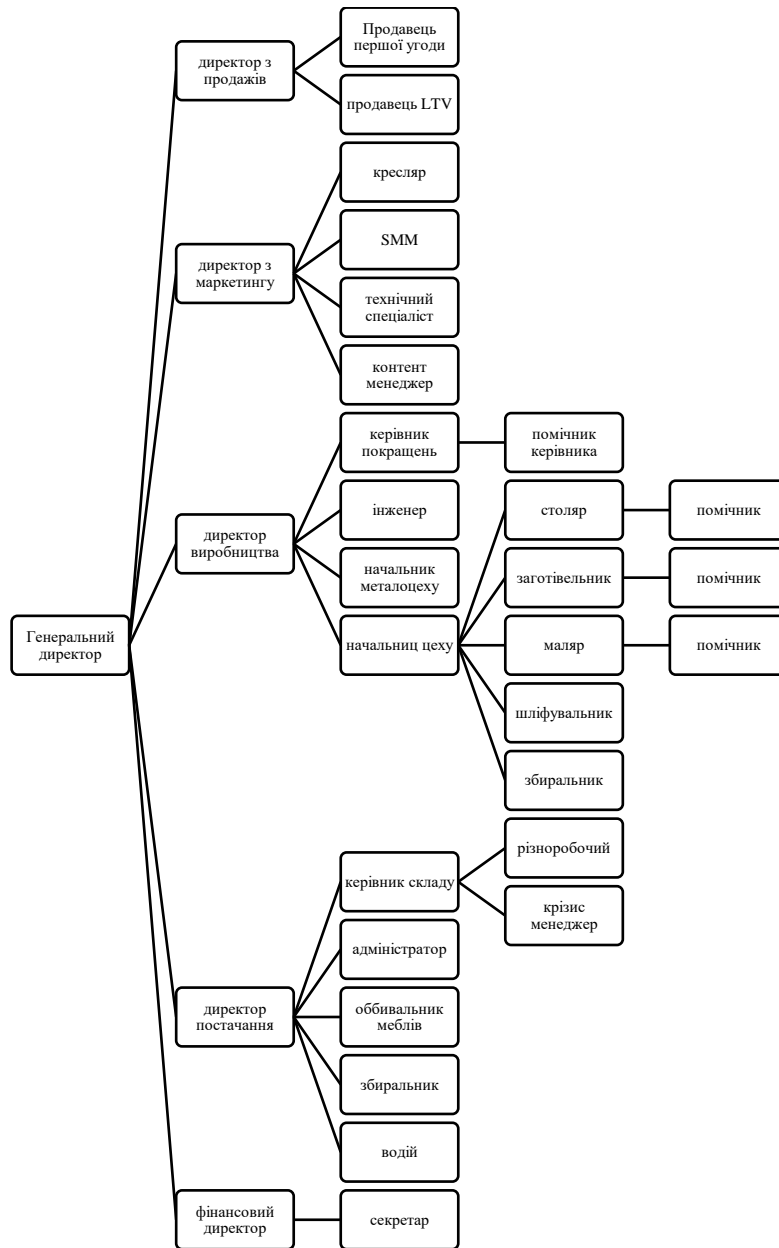 Продавець
першої угоди
директор з
продажів
продавець LTV
кресляр
SMM
директор з
маркетингу
технічний
спеціаліст
контент
менеджер
керівник
покращень
помічник
керівника
інженер
столяр
помічник
директор
виробництва
начальник
металоцеху
заготівельник
помічник
Генеральний
директор
начальниц цеху
маляр
помічник
шліфувальник
збиральник
різноробочий
керівник складу
крізис
менеджер
адміністратор
директор
постачання
оббивальник
меблів
збиральник
водій
фінансовий
директор
секретар